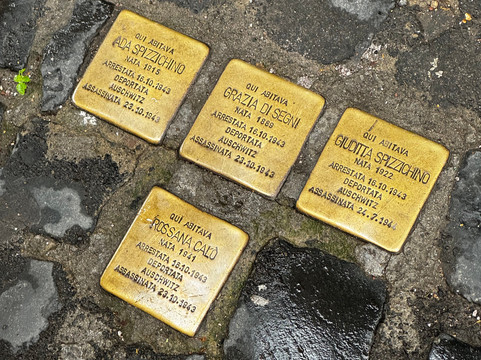 QUI ABITAVA
ADA SPIZZICHINO
NATA 1915
ARRESTATA 16.10.1943
DEPORTATA
AUSCHWITZ
ASSASSINATA 23.10.1943
QUI ABITAVA
GRAZIA DI SEGNI
NATA 1889
ARRESTATA 16.10.1943
DEPORTATA
AUSCHWITZ
ASSASSINATA 23.10.1943
QUI ABITAVA
GIUDITTA SPIZZICHINO
NATA 1922
ARRESTATA 16.10.1943
DEPORTATA
AUSCHWITZ
ASSASSINATA 24.7.1944
QUI ABITAVA
ROSSANA CALÒ
NATA 1941
ARRESTATA 16.10.1943
DEPORTATA
AUSCHWITZ
ASSASSINATA 23.10.1943